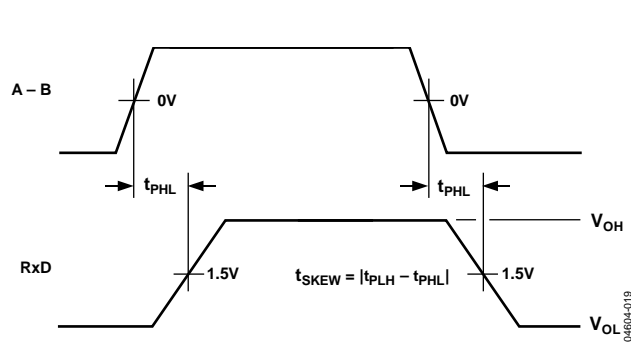 A – B
0V
0V
tPHL
tPHL
VOH
RxD
1.5V
tSKEW = |tPLH – tPHL|
1.5V
VOL
04604-019